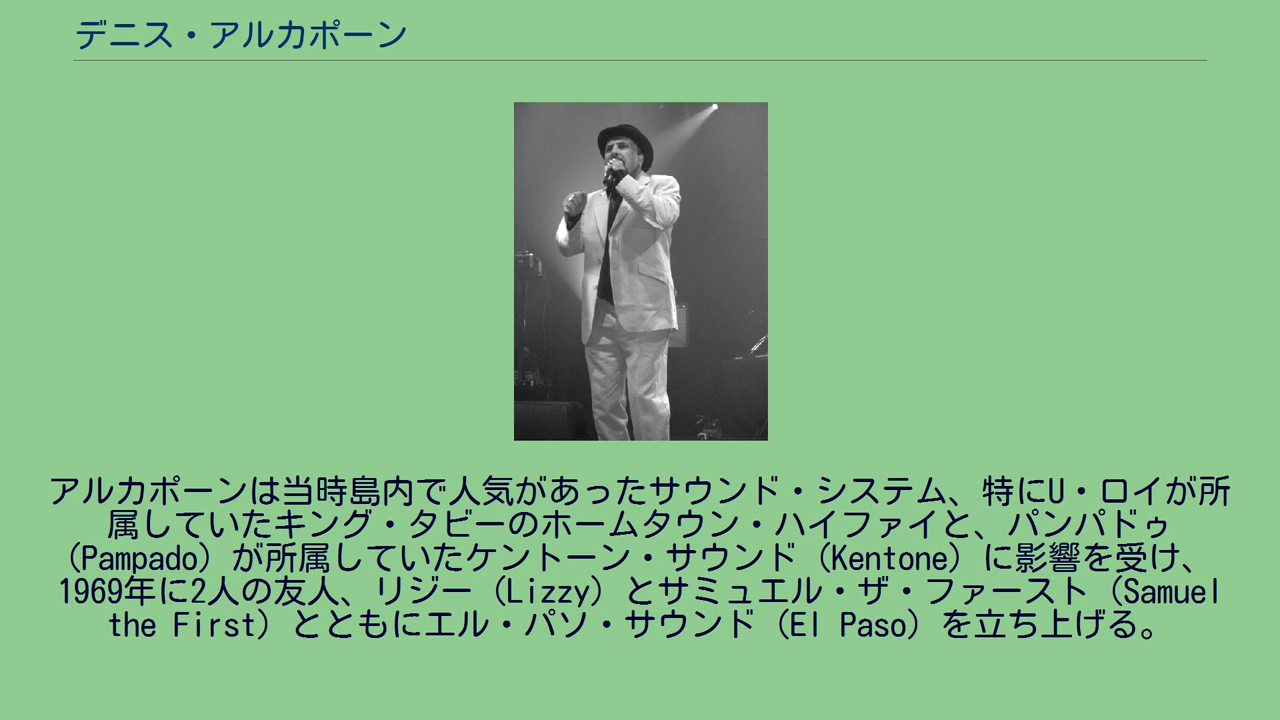 デニス・アルカポーン
アルカポーンは当時島内で人気があったサウンド・システム、特にU・ロイが所
属していたキング・タビーのホームタウン・ハイファイと、パンパドゥ
（Pampado）が所属していたケントーン・サウンド（Kentone）に影響を受け、
1969年に2人の友人、リジー（Lizzy）とサミュエル・ザ・ファースト（Samuel
the First）とともにエル・パソ・サウンド（El Paso）を立ち上げる。